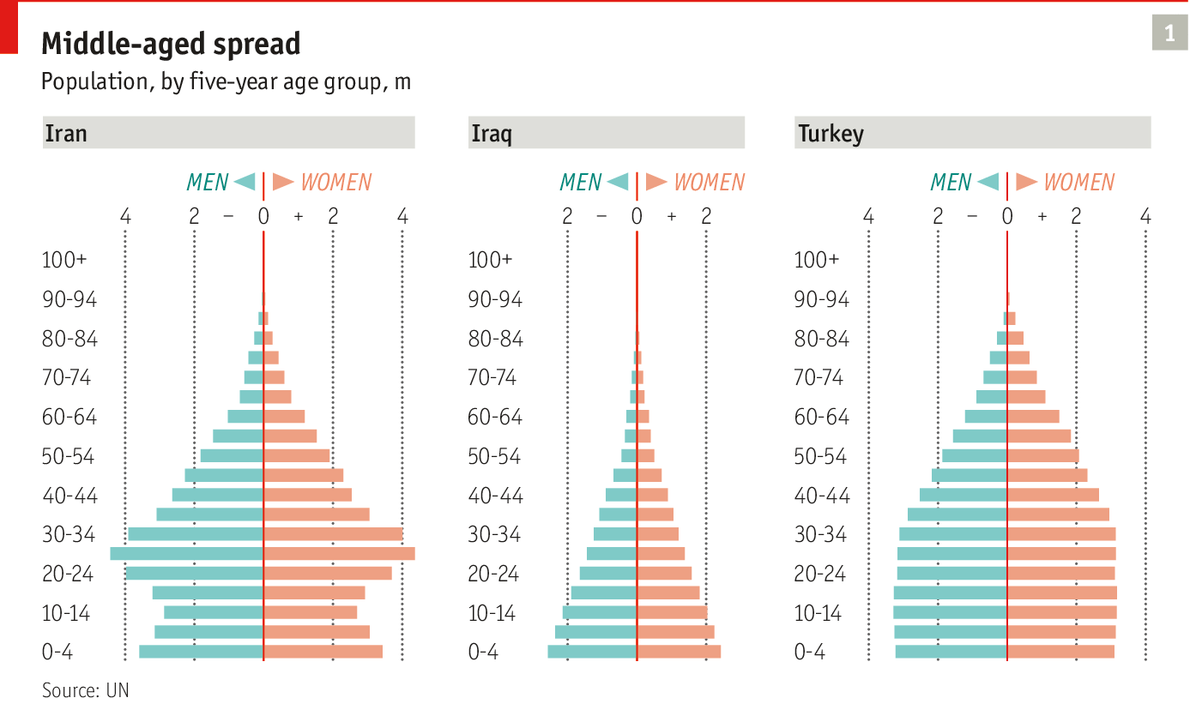 1
Middle-aged spread
Population, by five-year age group, m
Iran
MEN WOMEN
4 2 – 0 + 2 4
100+
90-94
80-84
70-74
60-64
50-54
40-44
30-34
20-24
10-14
0-4
Iraq
MEN WOMEN
2 – 0 + 2
100+
90-94
80-84
70-74
60-64
50-54
40-44
30-34
20-24
10-14
0-4
Turkey
MEN WOMEN
4 2 – 0 + 2 4
100+
90-94
80-84
70-74
60-64
50-54
40-44
30-34
20-24
10-14
0-4
Source: UN